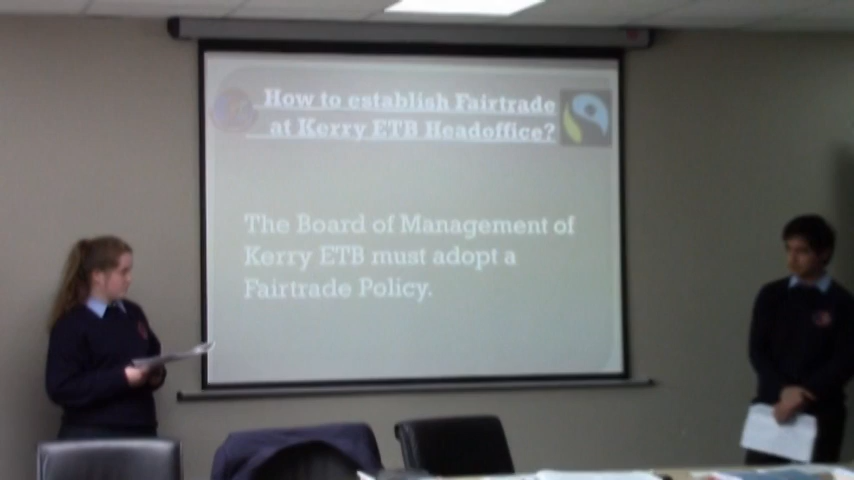 How to establish Fairtrade
at Kerry ETB Headoffice?
The Board of Management of
Kerry ETB must adopt a
Fairtrade Policy.